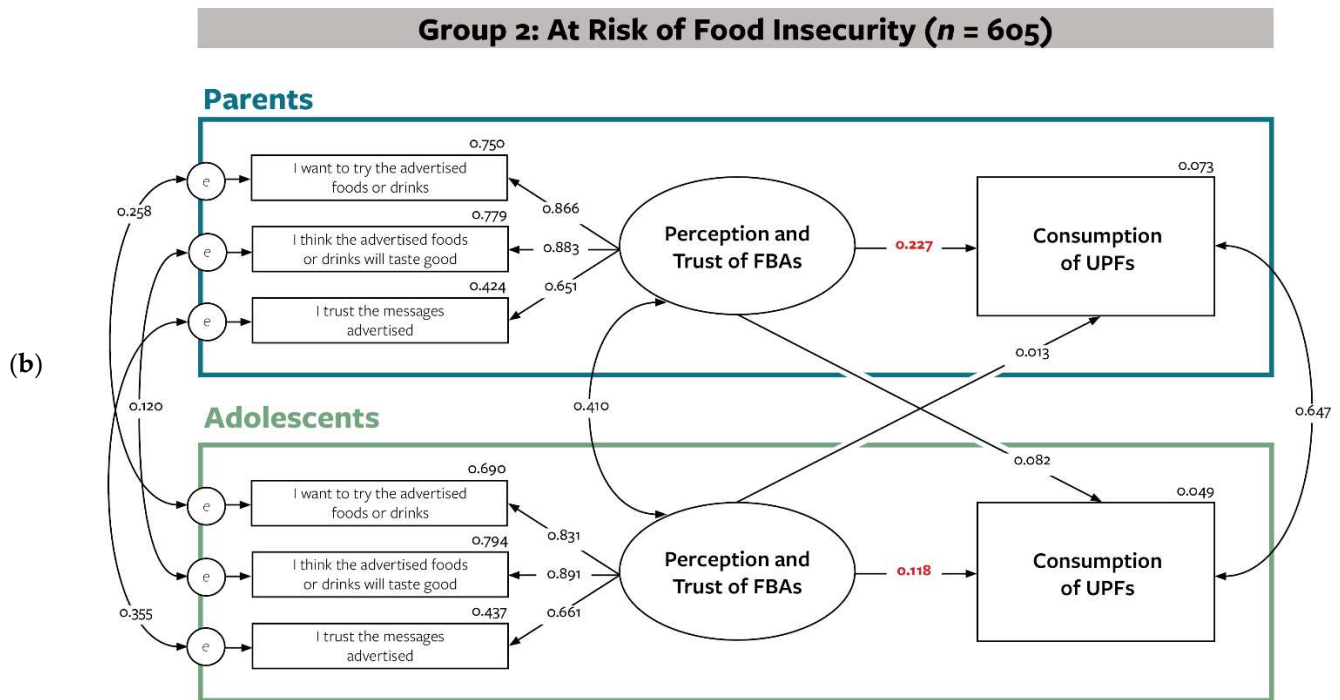 Group 2: At Risk of Food Insecurity (n = 605)
Parents
0.750
I want to try the advertised
foods or drinks
0.779
I think the advertised foods
or drinks will taste good
0.424
I trust the messages
advertised
e
e
e
0.866
0.883
0.651
Perception and
Trust of FBAs
0.227
0.073
Consumption
of UPFs
0.258
0.120
0.355
(b)
0.410
0.013
0.082
0.647
Adolescents
0.690
I want to try the advertised
foods or drinks
0.794
I think the advertised foods
or drinks will taste good
0.437
I trust the messages
advertised
e
e
e
0.831
0.891
0.661
Perception and
Trust of FBAs
0.118
0.049
Consumption
of UPFs